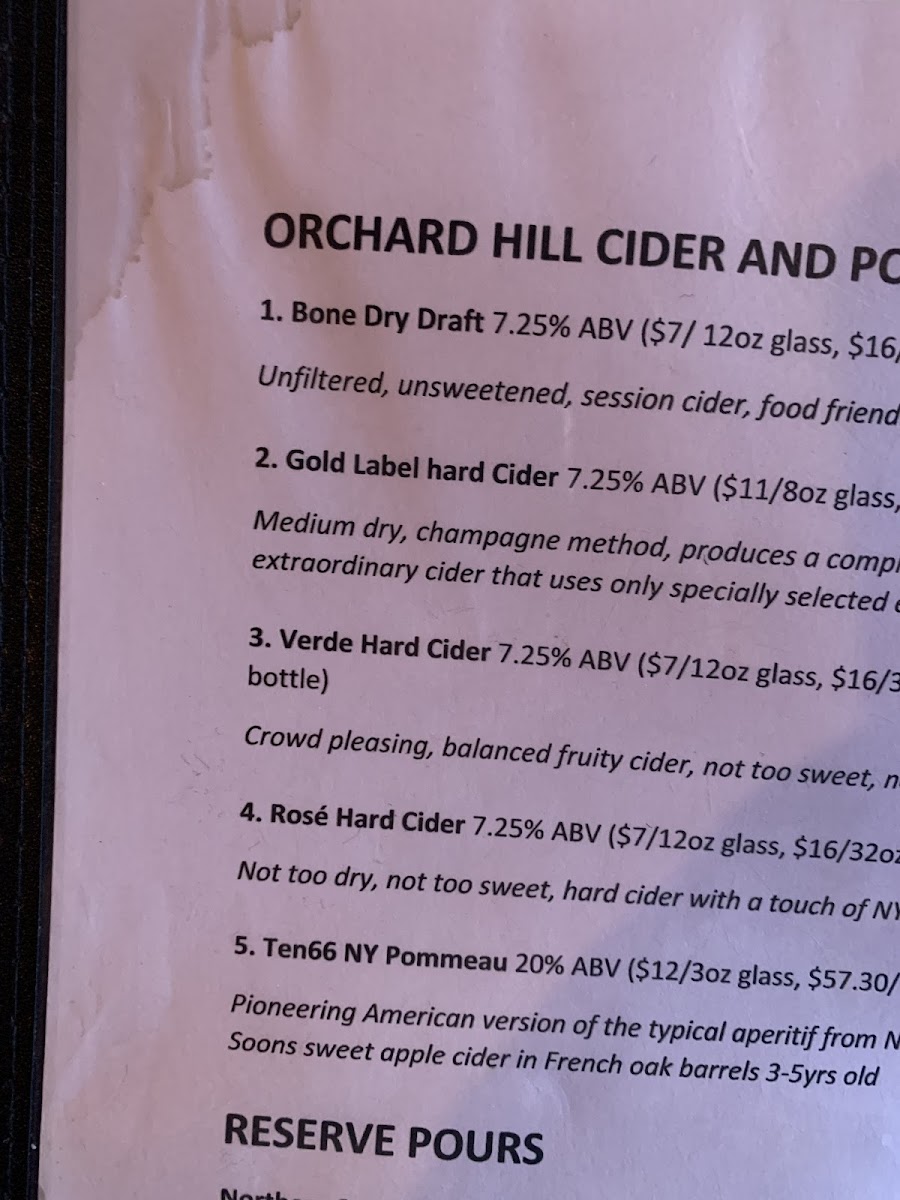 ORCHARD HILL CIDER AND
1. Bone Dry Draft 7.25% ABV ($7/ 12oz glass, $16/
Unfiltered, unsweetened, session cider, food
2. Gold Label hard Cider 7.25% ABV ($11/8oz glass,
Medium dry, champagne method, produces a
extraordinary cider that uses only specially selected
3. Verde Hard Cider 7.25% ABV ($7/12oz glass, $16/3
bottle)
Crowd pleasing, balanced fruity cider, not too sweet,
4. Rosé Hard Cider 7.25% ABV ($7/12oz glass, $16/32oz
Not too dry, not too sweet, hard cider with a touch of NY
5. Ten66 NY Pommeau 20% ABV ($12/3oz glass, $57.30/
Pioneering American version of the typical aperitif from
Soons sweet apple cider in French oak barrels 3-5yrs old
RESERVE POURS